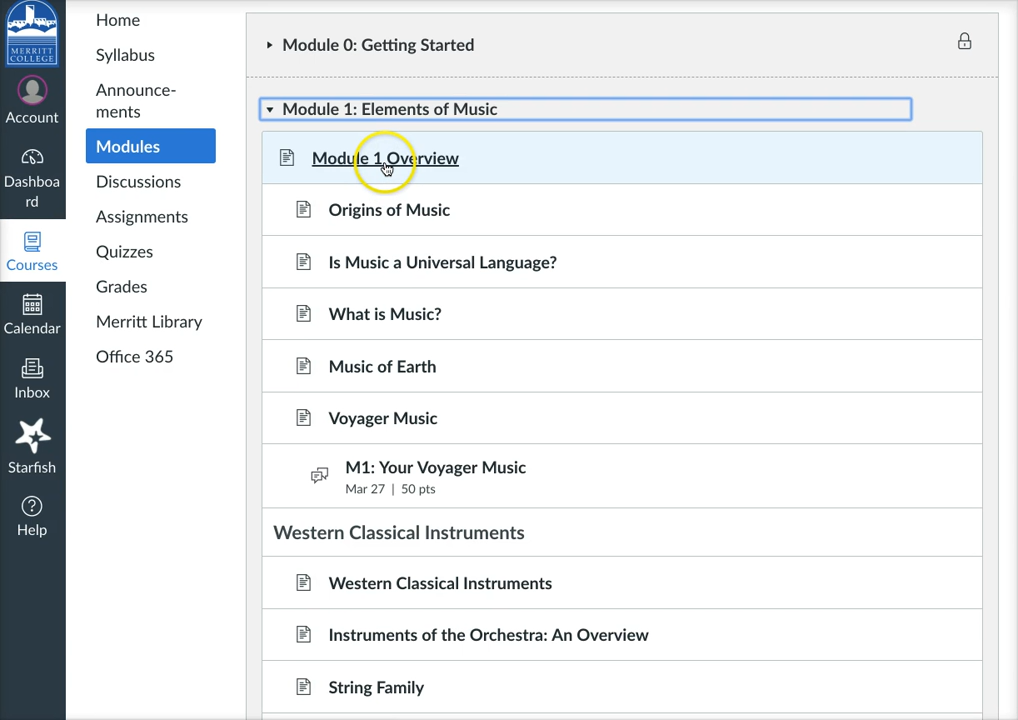 MERRITT
COLLEGE
Account
Dashboa
rd
Courses
Calendar
Inbox
Starfish
Help
Home
Syllabus
Announce-
ments
Modules
Discussions
Assignments
Quizzes
Grades
Merritt Library
Office 365
Module 0: Getting Started
Module 1: Elements of Music
Module 1 Overview
Origins of Music
Is Music a Universal Language?
What is Music?
Music of Earth
Voyager Music
M1: Your Voyager Music
Mar 27 | 50 pts
Western Classical Instruments
Western Classical Instruments
Instruments of the Orchestra: An Overview
String Family